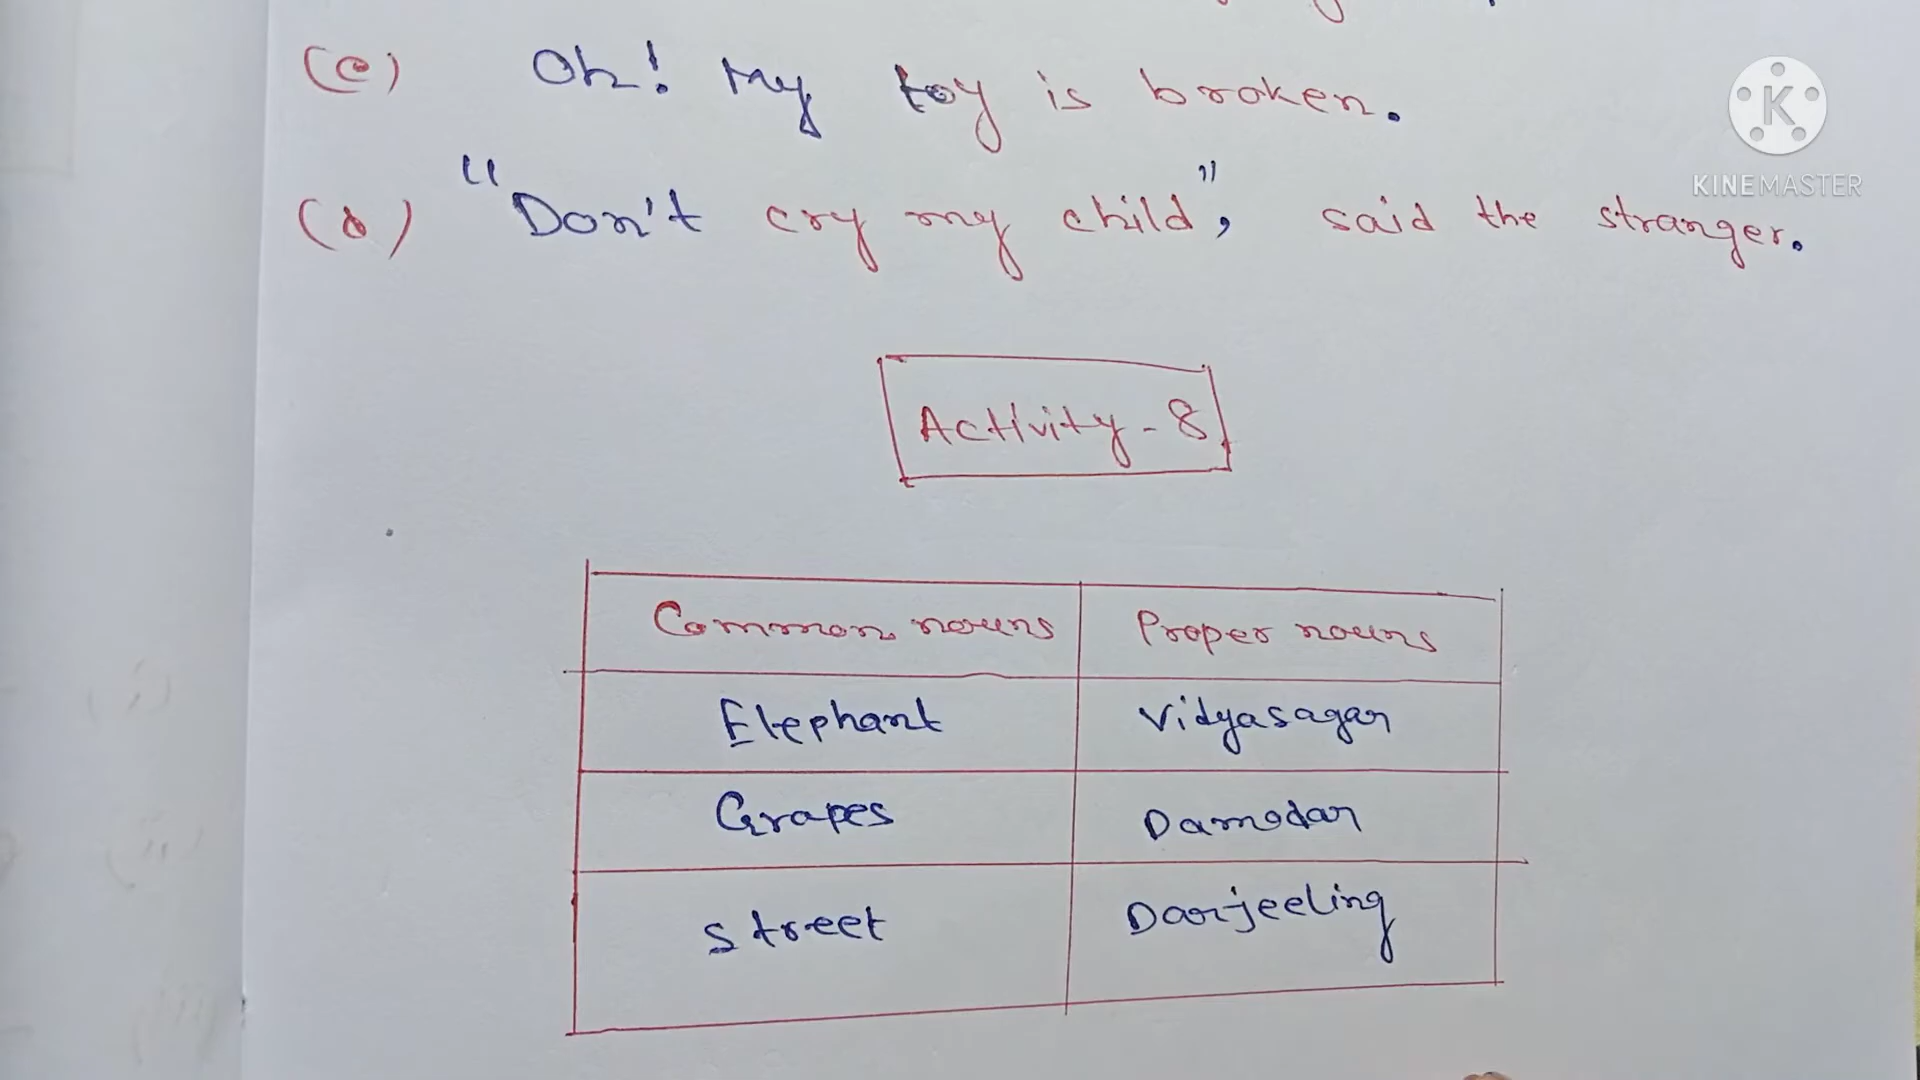 (c) Oh! My toy is broken.
(d) "Don't cry my child", said the stranger.
KINEMASTER
Activity - 8
Common nouns Proper nouns
Elephant Vidyasagar
Grapes Damodar
Street Darjeeling